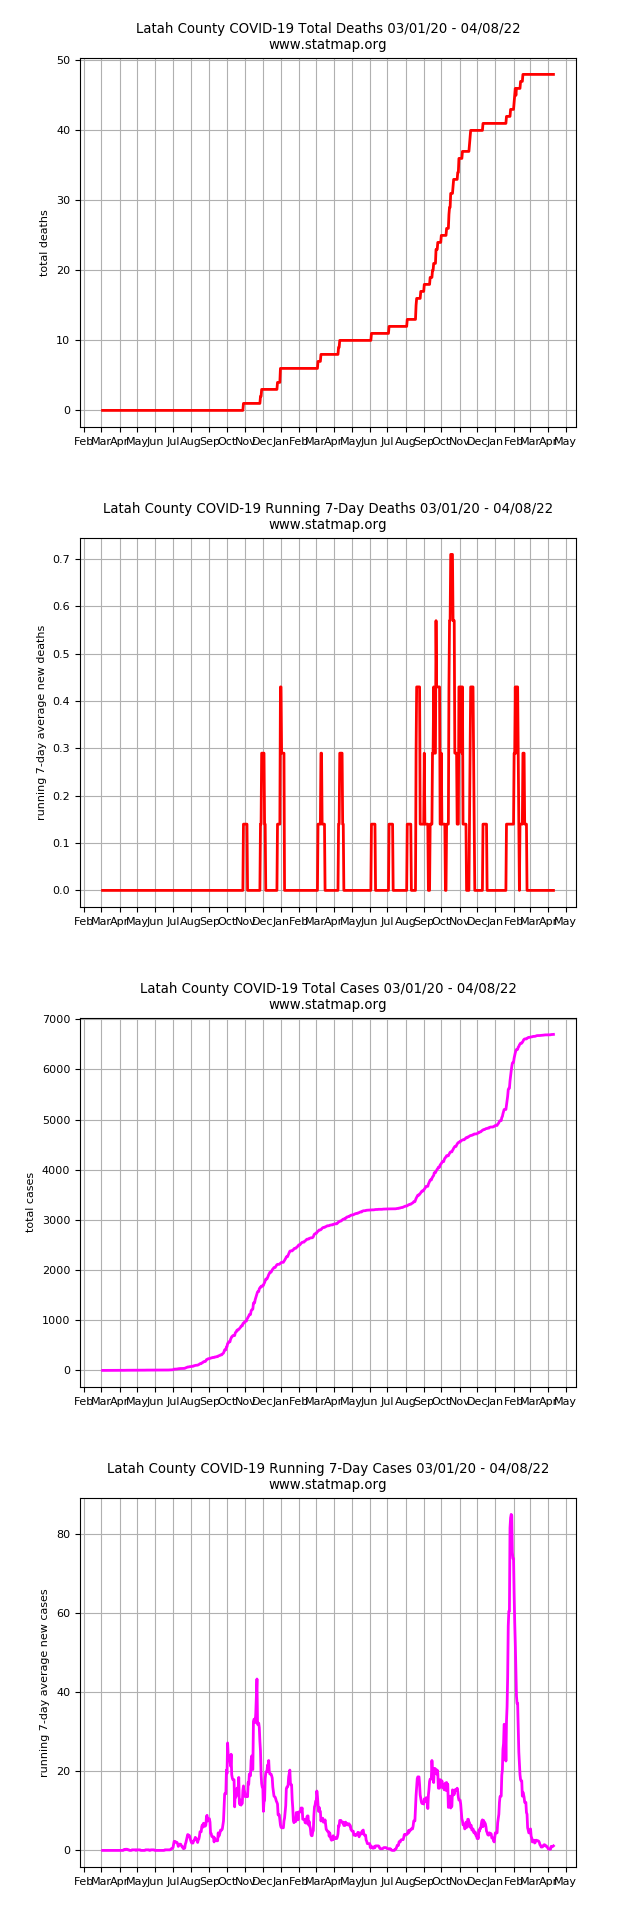 Latah County COVID-19 Total Deaths 03/01/20 - 04/08/22
www.statmap.org
50
40
30
20
10
0
total deaths
Feb Mar Apr May Jun Jul Aug Sep Oct Nov Dec Jan Feb Mar Apr May Jun Jul Aug Sep Oct Nov Dec Jan Feb Mar Apr May
Latah County COVID-19 Running 7-Day Deaths 03/01/20 - 04/08/22
www.statmap.org
0.7
0.6
0.5
0.4
0.3
0.2
0.1
0.0
running 7-day average new deaths
Feb Mar Apr May Jun Jul Aug Sep Oct Nov Dec Jan Feb Mar Apr May Jun Jul Aug Sep Oct Nov Dec Jan Feb Mar Apr May
Latah County COVID-19 Total Cases 03/01/20 - 04/08/22
www.statmap.org
7000
6000
5000
4000
3000
2000
1000
0
total cases
Feb Mar Apr May Jun Jul Aug Sep Oct Nov Dec Jan Feb Mar Apr May Jun Jul Aug Sep Oct Nov Dec Jan Feb Mar Apr May
Latah County COVID-19 Running 7-Day Cases 03/01/20 - 04/08/22
www.statmap.org
80
60
40
20
0
running 7-day average new cases
Feb Mar Apr May Jun Jul Aug Sep Oct Nov Dec Jan Feb Mar Apr May Jun Jul Aug Sep Oct Nov Dec Jan Feb Mar Apr May